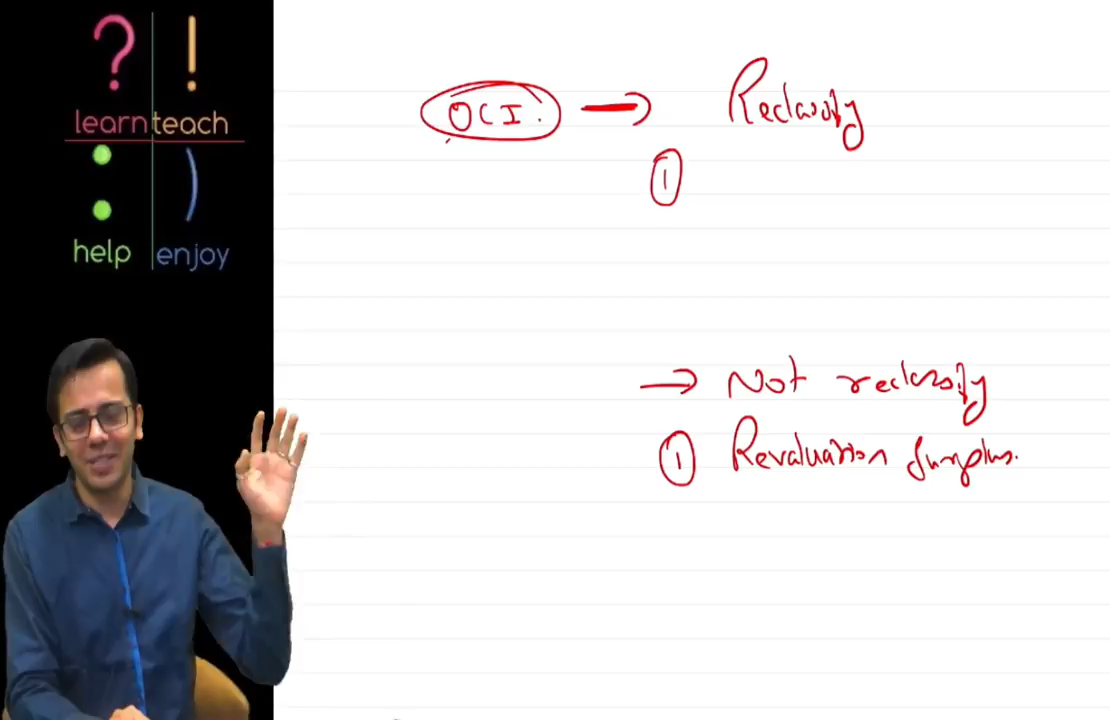 ? !
learn teach
: )
help enjoy
OCI. → Reclassify
①
→ Not reclassify
① Revaluation Surplus.